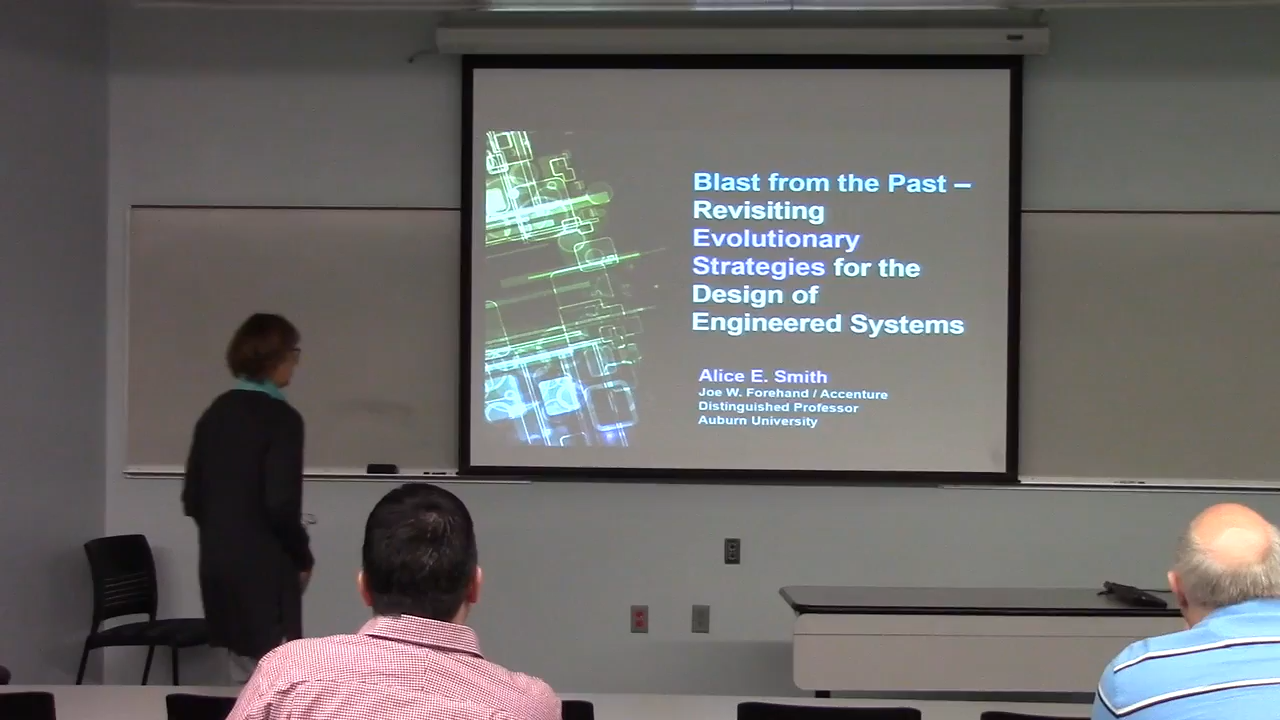 Blast from the Past –
Revisiting
Evolutionary
Strategies for the
Design of
Engineered Systems
Alice E. Smith
Joe W. Forehand / Accenture
Distinguished Professor
Auburn University